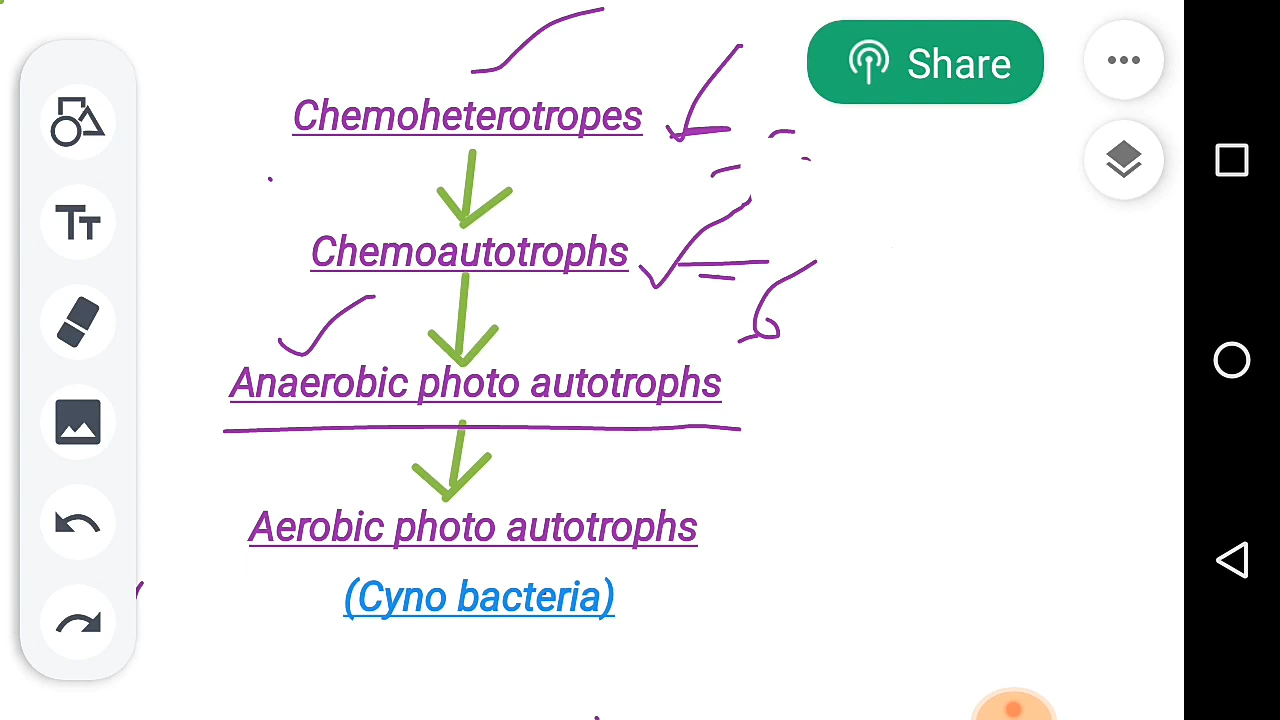 Share
Chemoheterotropes
Chemoautotrophs
Anaerobic photo autotrophs
Aerobic photo autotrophs
(Cyno bacteria)